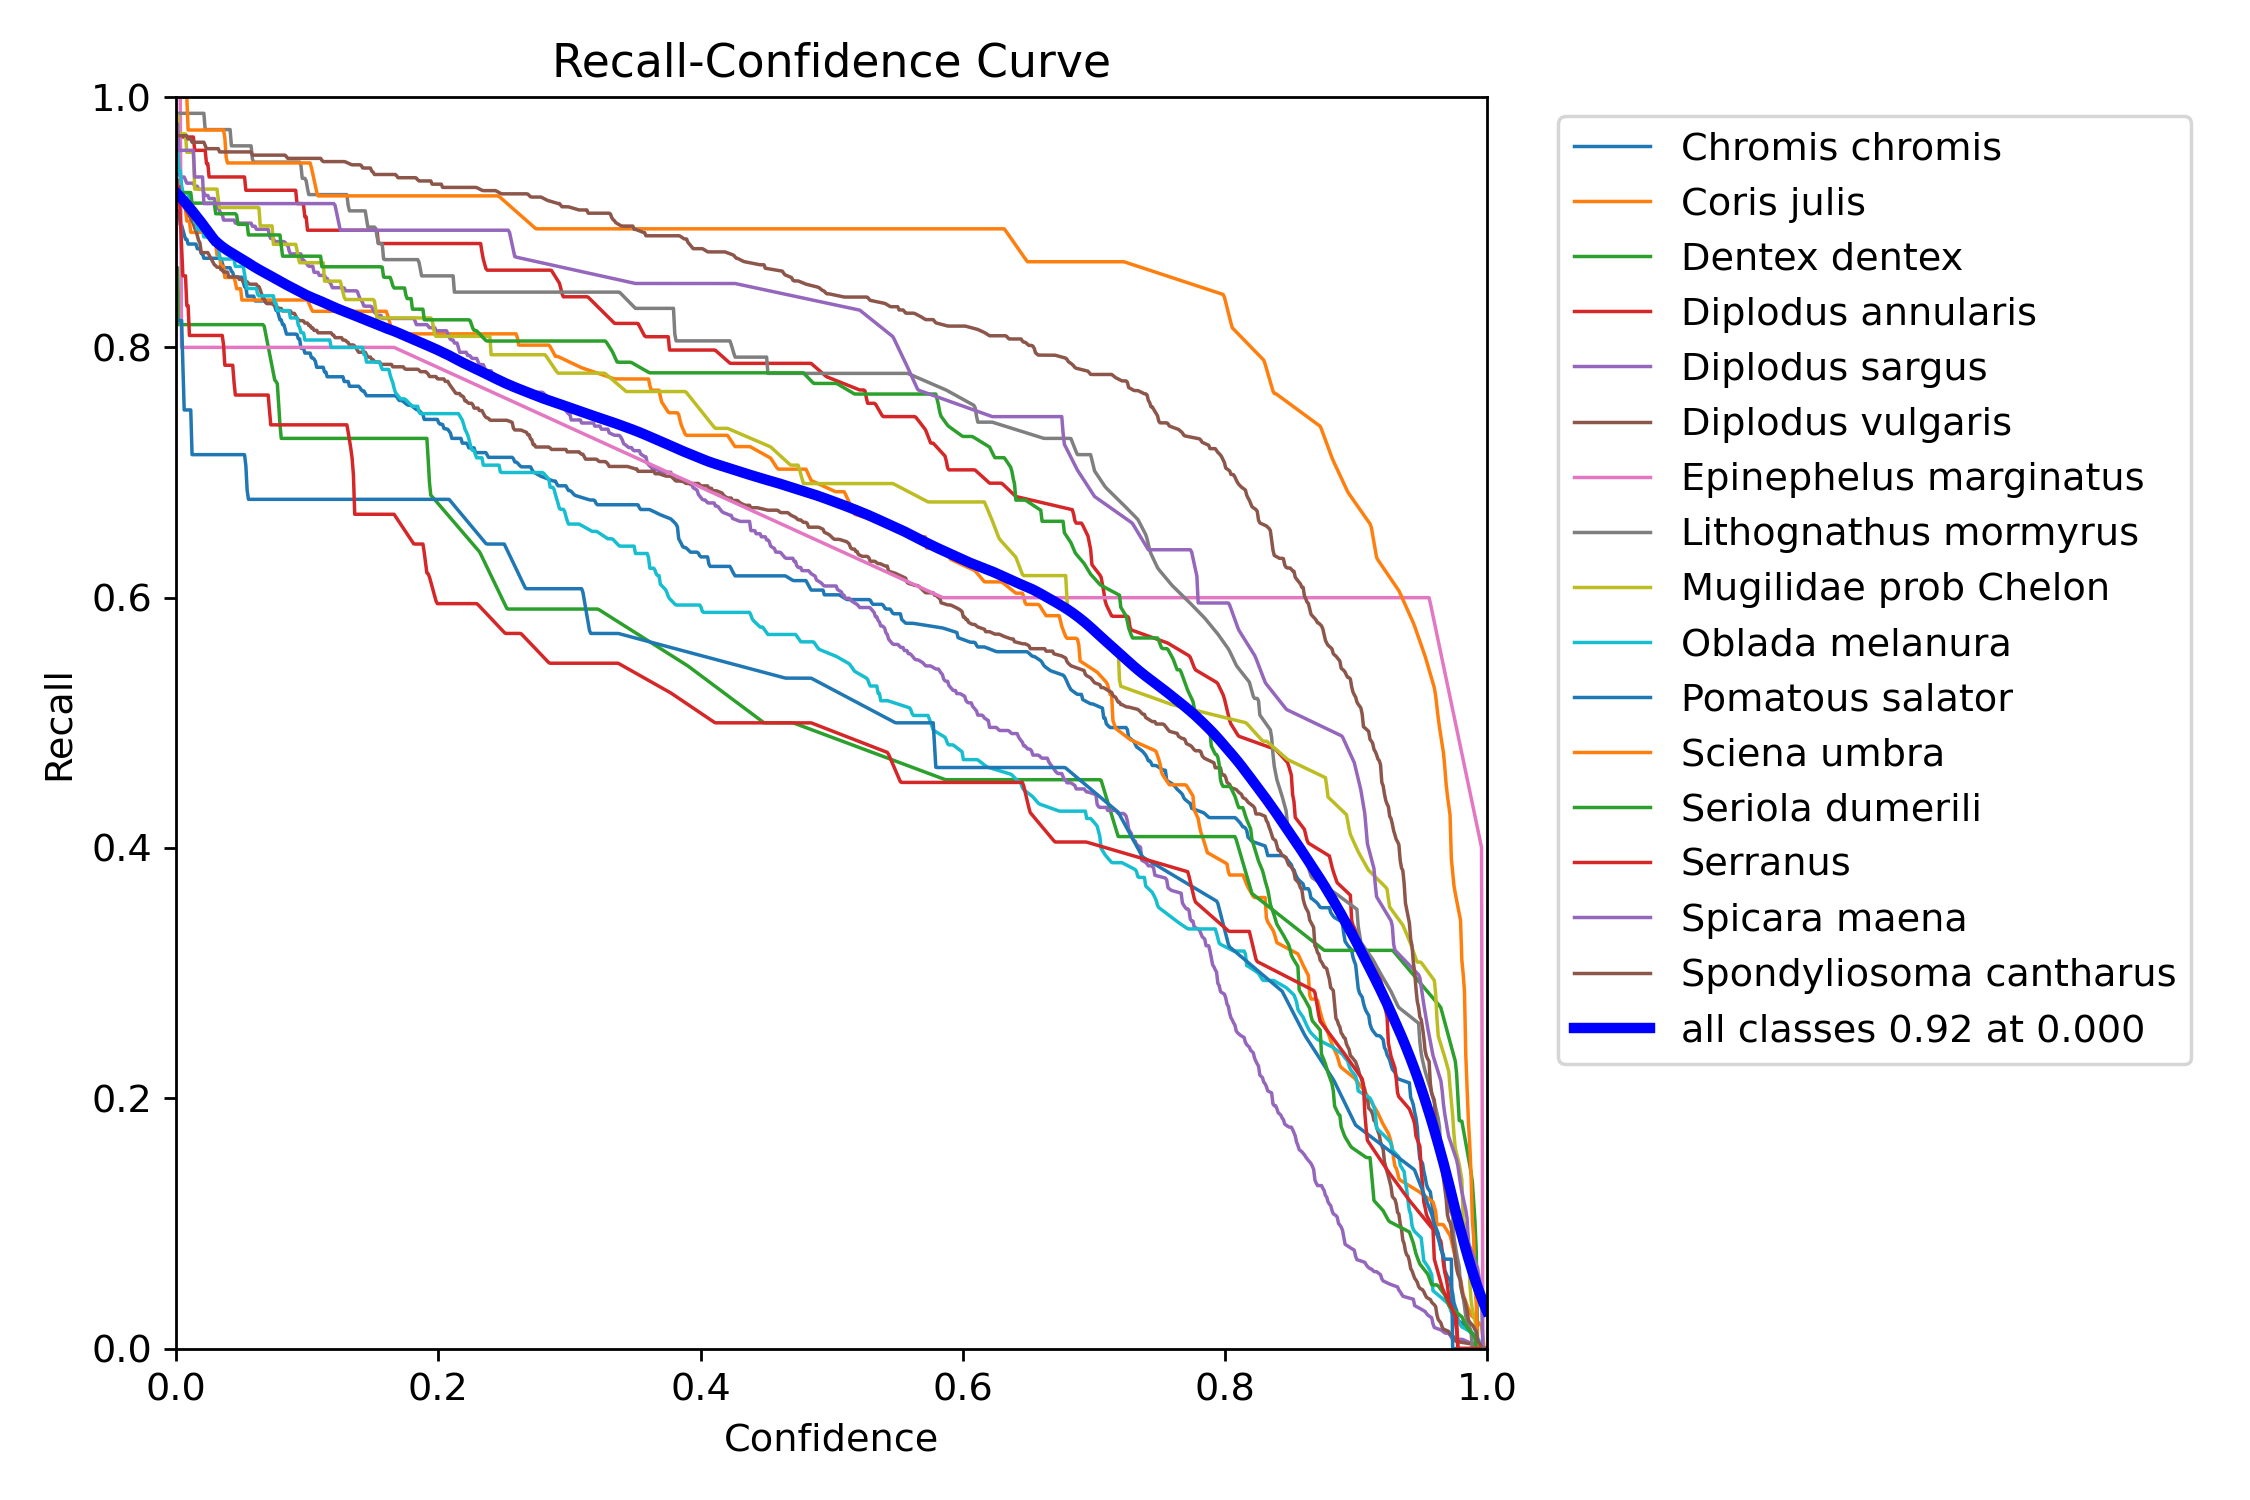 Recall-Confidence Curve
1.0
0.8
0.6
0.4
0.2
0.0
Recall
0.0 0.2 0.4 0.6 0.8 1.0
Confidence
Chromis chromis
Coris julis
Dentex dentex
Diplodus annularis
Diplodus sargus
Diplodus vulgaris
Epinephelus marginatus
Lithognathus mormyrus
Mugilidae prob Chelon
Oblada melanura
Pomatous salator
Sciena umbra
Seriola dumerili
Serranus
Spicara maena
Spondyliosoma cantharus
all classes 0.92 at 0.000